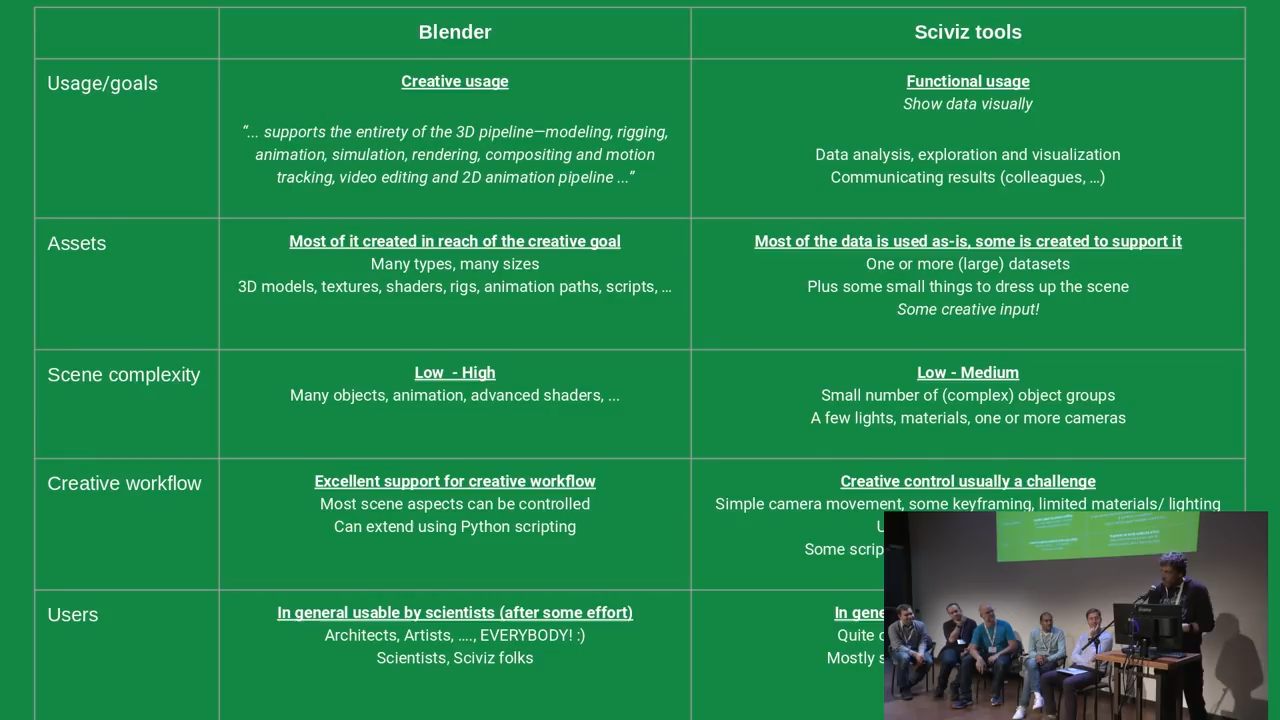 Blender
Sciviz tools
Usage/goals
Creative usage
“... supports the entirety of the 3D pipeline—modeling, rigging,
animation, simulation, rendering, compositing and motion
tracking, video editing and 2D animation pipeline ...”
Functional usage
Show data visually
Data analysis, exploration and visualization
Communicating results (colleagues, …)
Assets
Most of it created in reach of the creative goal
Many types, many sizes
3D models, textures, shaders, rigs, animation paths, scripts, …
Most of the data is used as-is, some is created to support it
One or more (large) datasets
Plus some small things to dress up the scene
Some creative input!
Scene complexity
Low - High
Many objects, animation, advanced shaders, ...
Low - Medium
Small number of (complex) object groups
A few lights, materials, one or more cameras
Creative workflow
Excellent support for creative workflow
Most scene aspects can be controlled
Can extend using Python scripting
Creative control usually a challenge
Simple camera movement, some keyframing, limited materials/ lighting
Some
Users
In general usable by scientists (after some effort)
Architects, Artists, …., EVERYBODY! :)
Scientists, Sciviz folks
In
Quite
Mostly